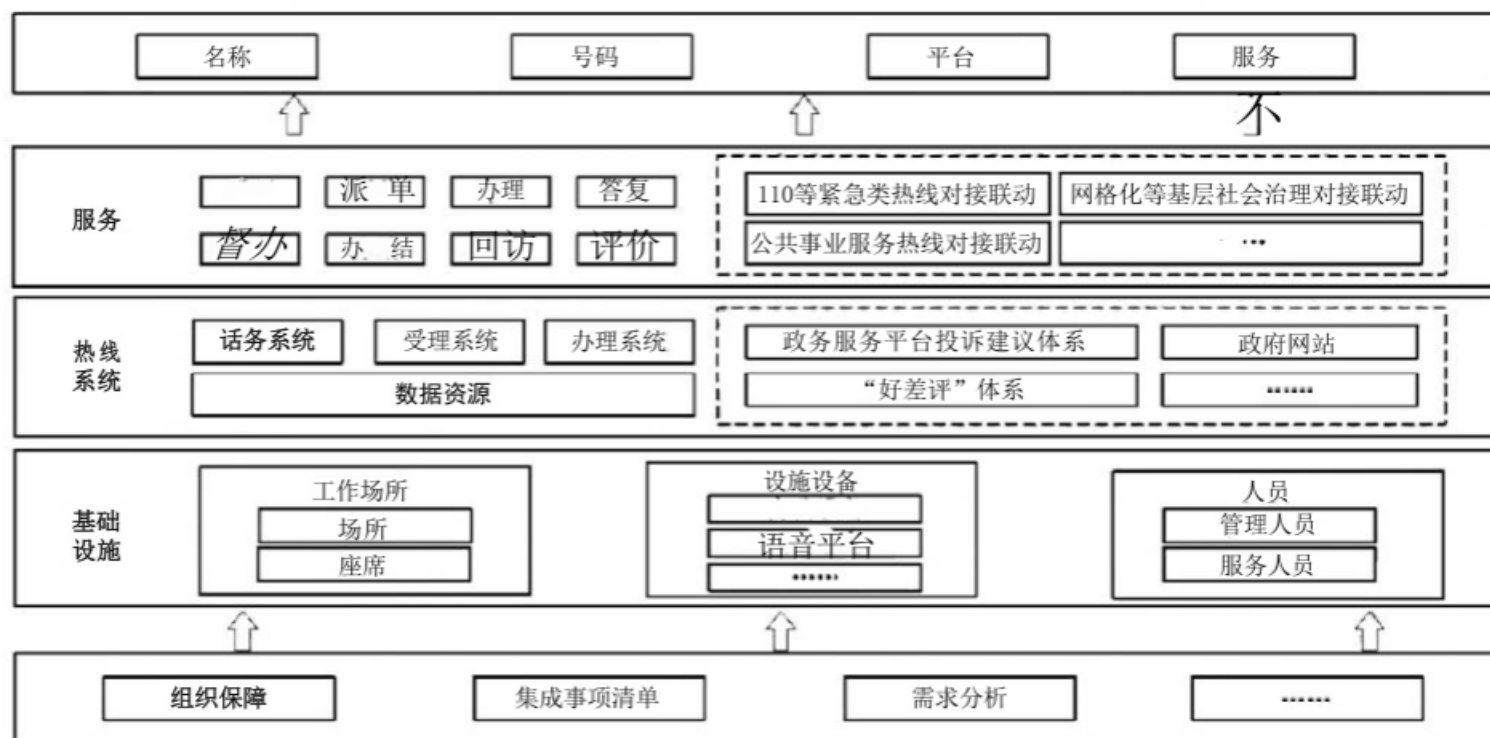 名称 号码 平台 服务
不
服务
派 单 办理 答复
督办 办 结 回访 评价
110等紧急类热线对接联动 网格化等基层社会治理对接联动
公共事业服务热线对接联动 …
热线
系统
话务系统 受理系统 办理系统
数据资源
政务服务平台投诉建议体系 政府网站
“好差评”体系 ……
基础
设施
工作场所
场所
座席
设施设备
语音平台
……
人员
管理人员
服务人员
组织保障 集成事项清单 需求分析 ……